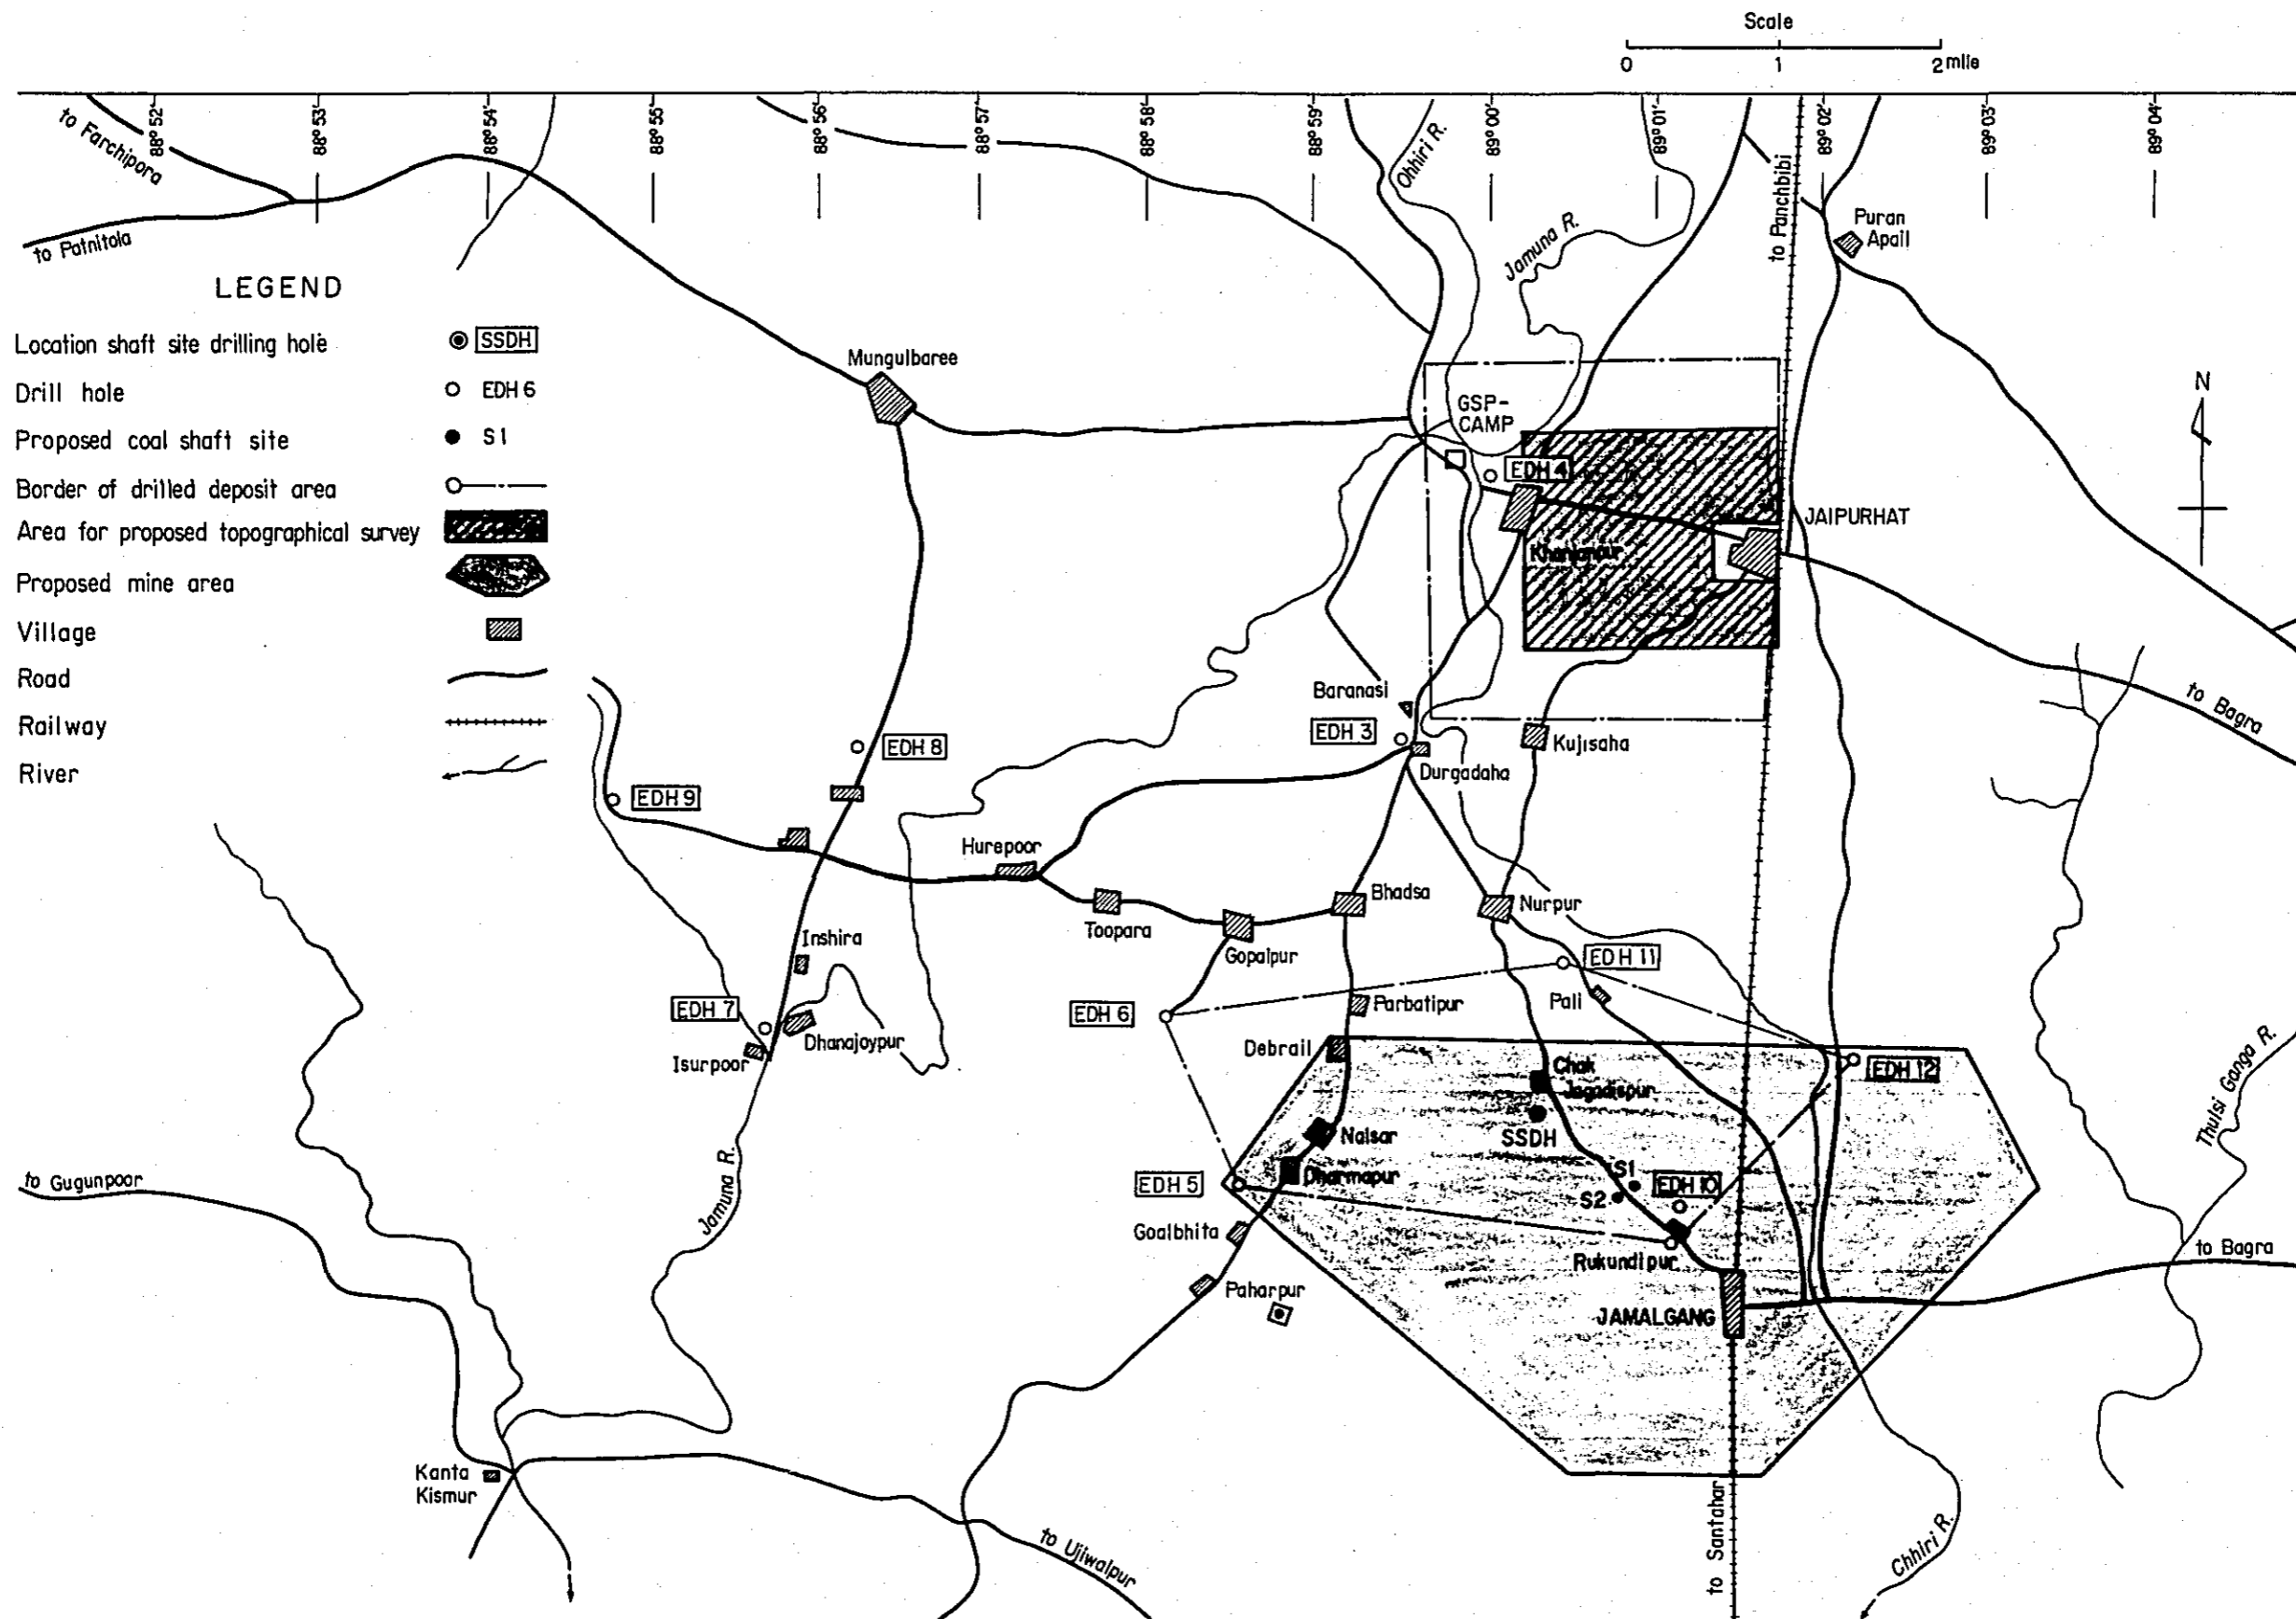 Scale
0 1 2 mile
88° 52'
88° 53'
88° 54'
88° 55'
88° 56'
88° 57'
88° 58'
88° 59'
89° 00'
89° 01'
89° 02'
89° 03'
89° 04'
to Farchipora
to Patnitola
Ohhiri R.
Jamuna R.
to Panchbibi
Puran
Apail
LEGEND
Location shaft site drilling hole
SSDH
Drill hole
EDH 6
Proposed coal shaft site
S1
Border of drilled deposit area
Area for proposed topographical survey
Proposed mine area
Village
Road
Railway
River
N
Mungulbaree
GSP-
CAMP
EDH 4
JAIPURHAT
Khanjanpur
to Bagra
Baranasi
EDH 3
Kujisaha
Durgadaha
EDH 8
EDH 9
Hurepoor
Toopara
Gopalpur
Bhadsa
Nurpur
Inshira
EDH 11
EDH 7
EDH 6
Parbatipur
Pali
Dhanajoypur
Isurpoor
Debrail
Chak
Jagadispur
EDH 12
Thulsi Ganga R.
SSDH
Naisar
Dharmapur
S1
S2
EDH 10
EDH 5
to Gugunpoor
Jamuna R.
Goalbhita
Rukundipur
to Bagra
Paharpur
JAMALGANG
Kanta
Kismur
to Ujiwalpur
to Santahar
Chhiri R.